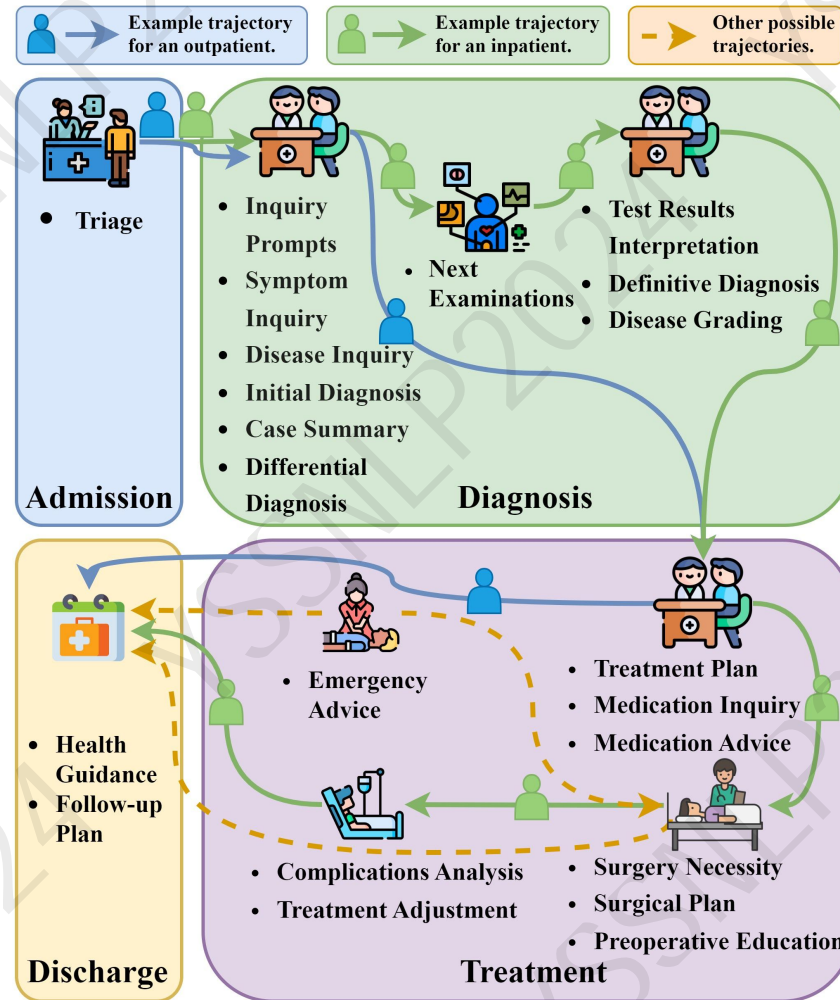 Example trajectory
for an outpatient.
Example trajectory
for an inpatient.
Other possible
trajectories.
• Triage
Admission
• Inquiry
Prompts
• Symptom
Inquiry
• Disease Inquiry
• Initial Diagnosis
• Case Summary
• Differential
Diagnosis
• Next
Examinations
• Test Results
Interpretation
• Definitive Diagnosis
• Disease Grading
Diagnosis
• Treatment Plan
• Medication Inquiry
• Medication Advice
• Emergency
Advice
• Complications Analysis
• Treatment Adjustment
• Surgery Necessity
• Surgical Plan
• Preoperative Education
Treatment
• Health
Guidance
• Follow-up
Plan
Discharge
YSSNLP2024